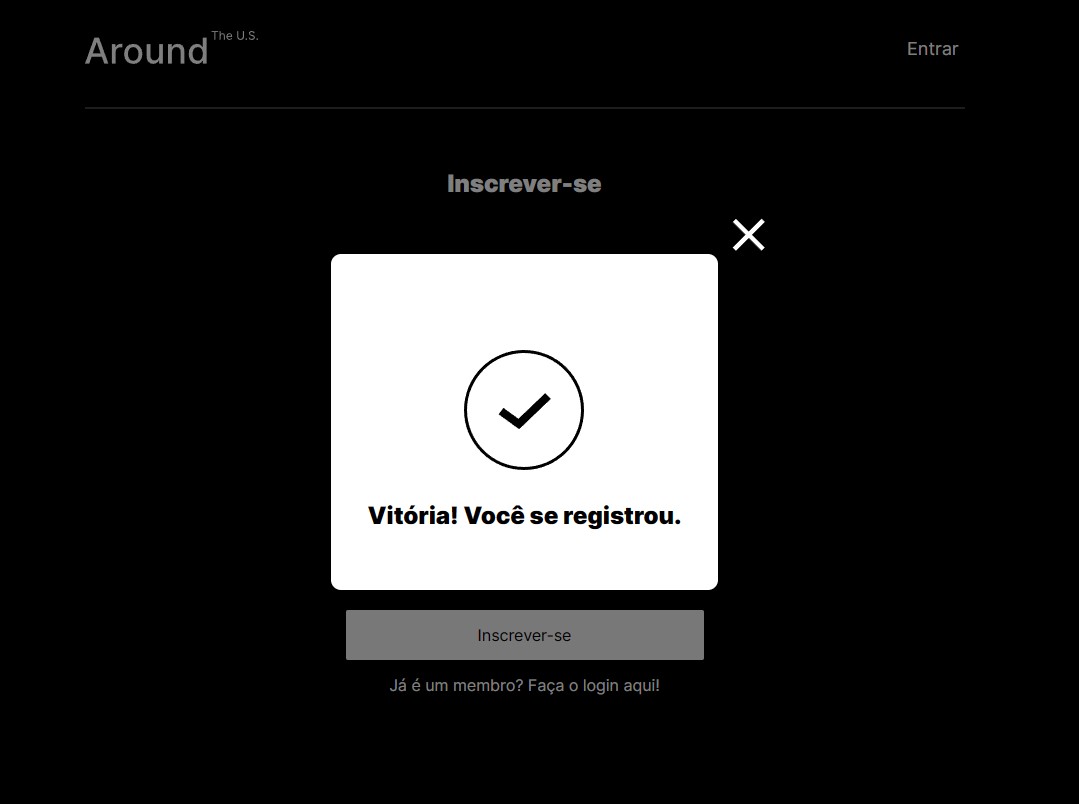 Around The U.S.
Entrar
Inscrever-se
Vitória! Você se registrou.
Inscrever-se
Já é um membro? Faça o login aqui!